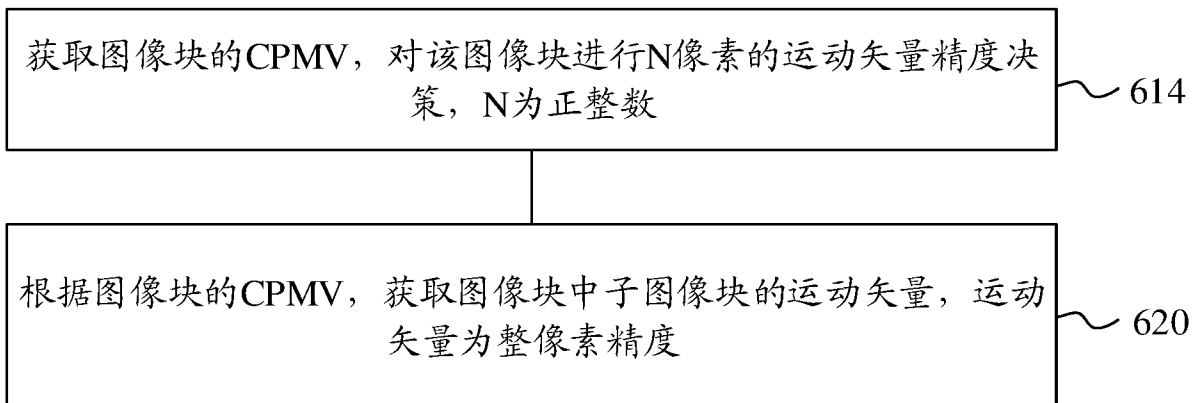 获取图像块的CPMV，对该图像块进行N像素的运动矢量精度决
策，N为正整数
614
根据图像块的CPMV，获取图像块中子图像块的运动矢量，运动
矢量为整像素精度
620